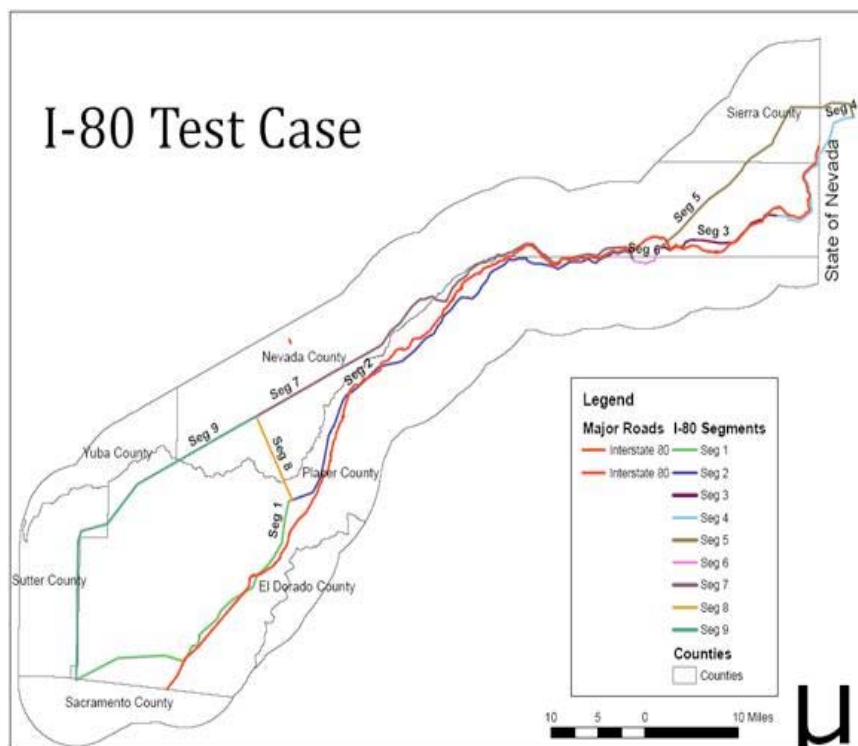 I-80 Test Case
Sierra County
Seg 4
State of Nevada
Seg 5
Seg 3
Seg 6
Nevada County
Seg 2
Seg 7
Seg 9
Yuba County
Seg 8
Placer County
Seg 1
Sutter County
El Dorado County
Sacramento County
Legend
Major Roads
Interstate 80
Interstate 80
I-80 Segments
Seg 1
Seg 2
Seg 3
Seg 4
Seg 5
Seg 6
Seg 7
Seg 8
Seg 9
Counties
Counties
10 5 0 10 Miles
µ